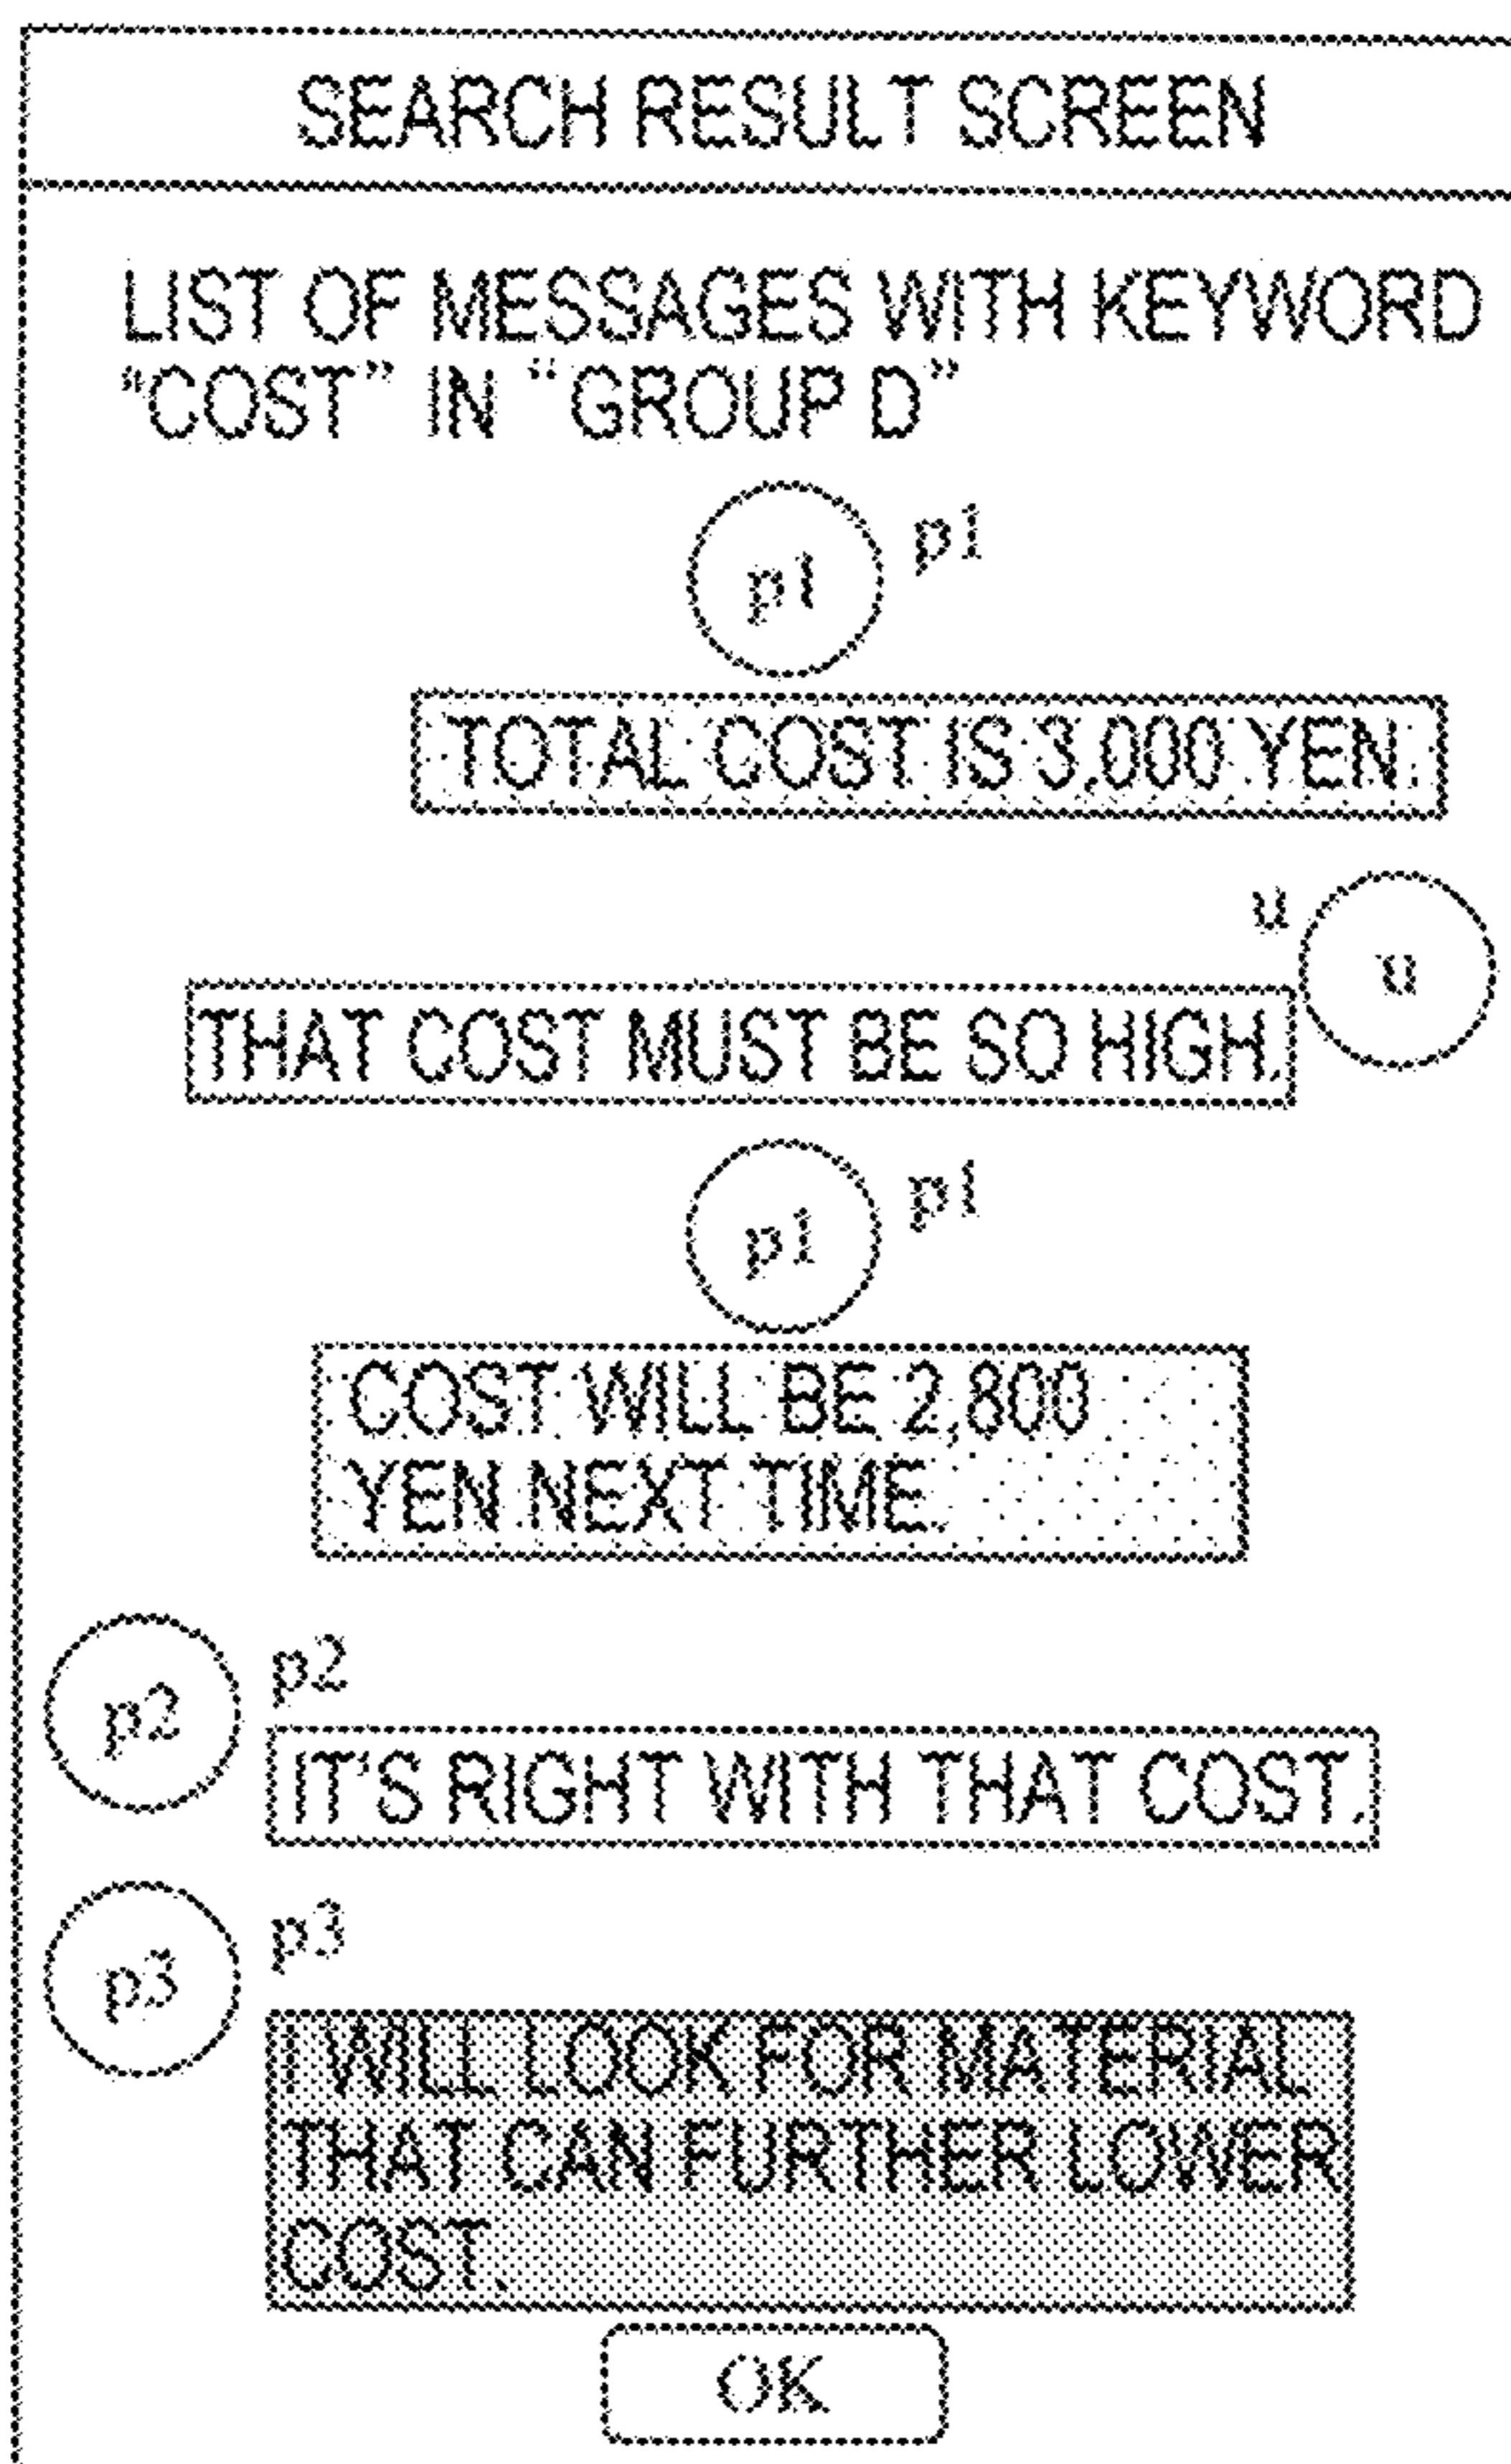 SEARCH RESULT SCREEN
LIST OF MESSAGES WITH KEYWORD
“COST” IN “GROUP D”
p1 p1
TOTAL COST IS 3,000 YEN.
u u
THAT COST MUST BE SO HIGH.
p1 p1
COST WILL BE 2,800
YEN NEXT TIME.
p2 p2
IT'S RIGHT WITH THAT COST.
p3 p3
I WILL LOOK FOR MATERIAL
THAT CAN FURTHER LOWER
COST.
OK